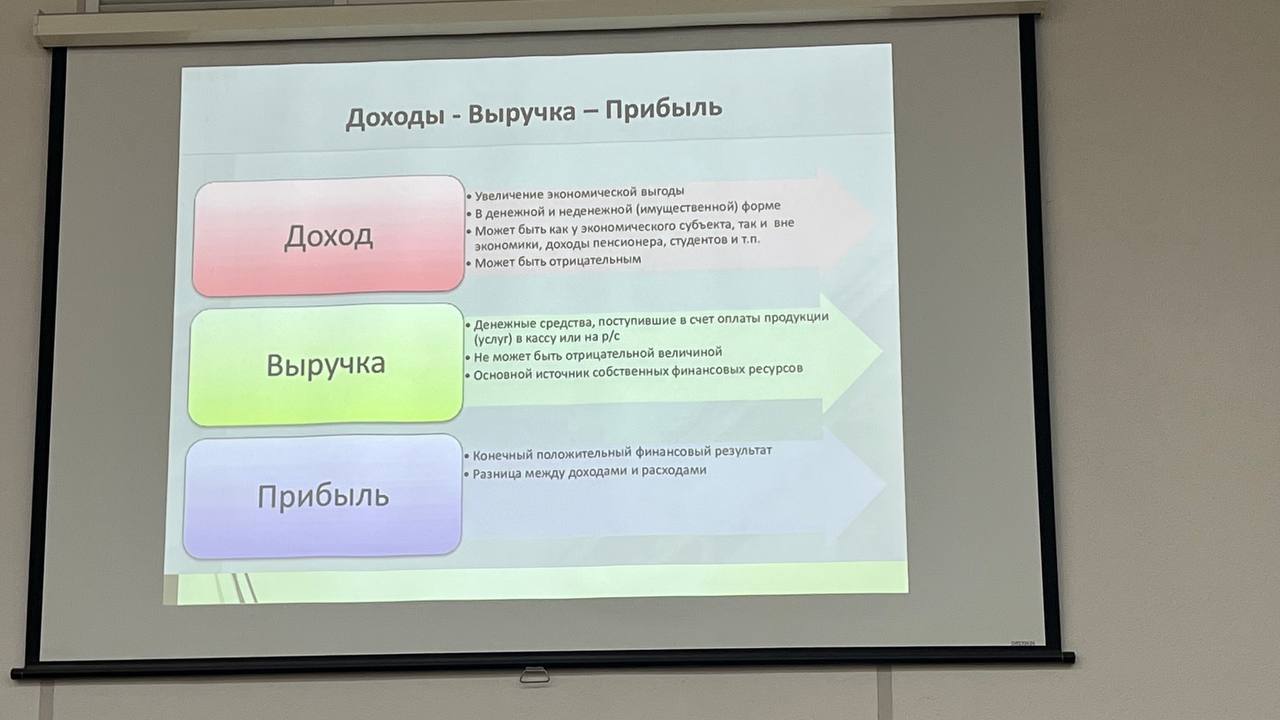 Доходы - Выручка – Прибыль
Доход
• Увеличение экономической выгоды
• В денежной и неденежной (имущественной) форме
• Может быть как у экономического субъекта, так и вне
экономики, доходы пенсионера, студентов и т.п.
• Может быть отрицательным
Выручка
• Денежные средства, поступившие в счет оплаты продукции
(услуг) в кассу или на р/с
• Не может быть отрицательной величиной
• Основной источник собственных финансовых ресурсов
Прибыль
• Конечный положительный финансовый результат
• Разница между доходами и расходами